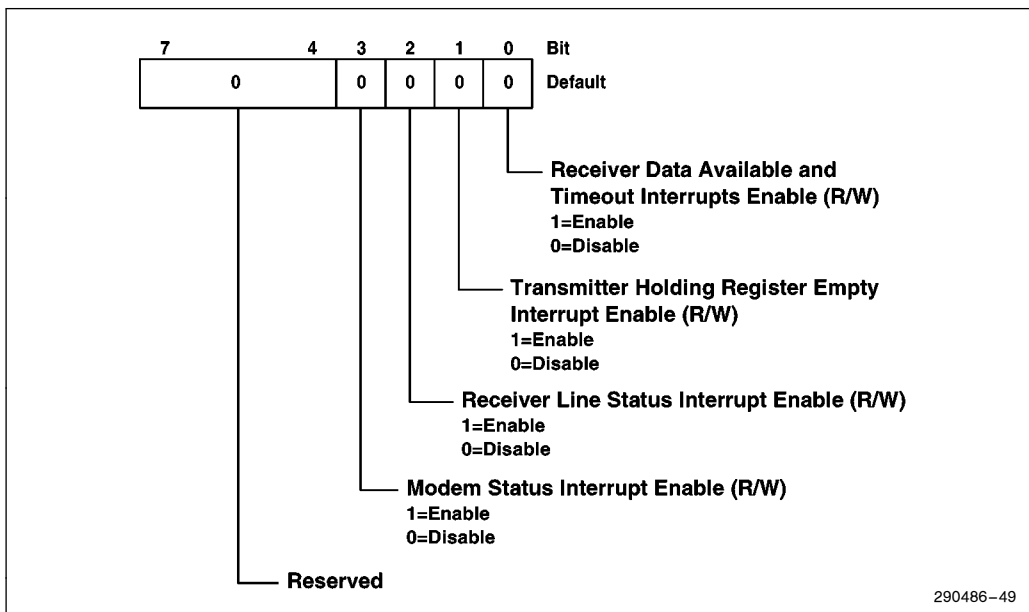 7 4 3 2 1 0 Bit
0 0 0 0 0 Default
Receiver Data Available and
Timeout Interrupts Enable (R/W)
1=Enable
0=Disable
Transmitter Holding Register Empty
Interrupt Enable (R/W)
1=Enable
0=Disable
Receiver Line Status Interrupt Enable (R/W)
1=Enable
0=Disable
Modem Status Interrupt Enable (R/W)
1=Enable
0=Disable
Reserved
290486–49